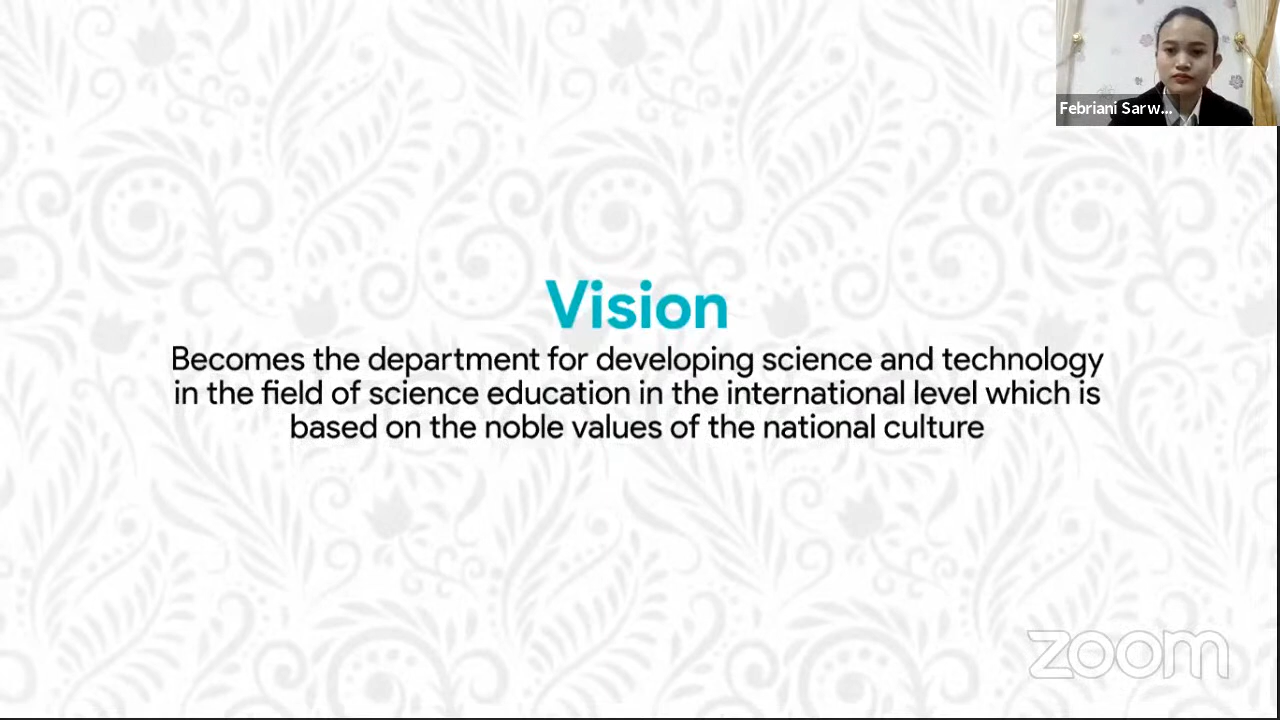 Febriani Sarw...
Vision
Becomes the department for developing science and technology
in the field of science education in the international level which is
based on the noble values of the national culture
zoom